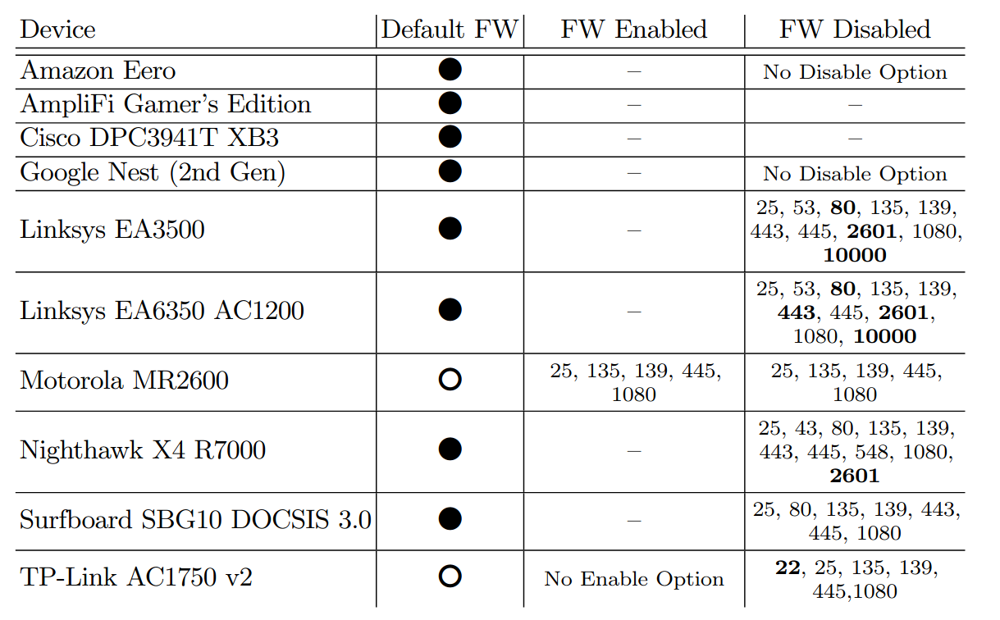 Device Default FW FW Enabled FW Disabled
Amazon Eero ● – No Disable Option
AmpliFi Gamer's Edition ● – –
Cisco DPC3941T XB3 ● – –
Google Nest (2nd Gen) ● – No Disable Option
Linksys EA3500 ● – 25, 53, 80, 135, 139,
443, 445, 2601, 1080,
10000
Linksys EA6350 AC1200 ● – 25, 53, 80, 135, 139,
443, 445, 2601,
1080, 10000
Motorola MR2600 ○ 25, 135, 139, 445,
1080
25, 135, 139, 445,
1080
Nighthawk X4 R7000 ● – 25, 43, 80, 135, 139,
443, 445, 548, 1080,
2601
Surfboard SBG10 DOCSIS 3.0 ● – 25, 80, 135, 139, 443,
445, 1080
TP-Link AC1750 v2 ○ No Enable Option 22, 25, 135, 139,
445,1080